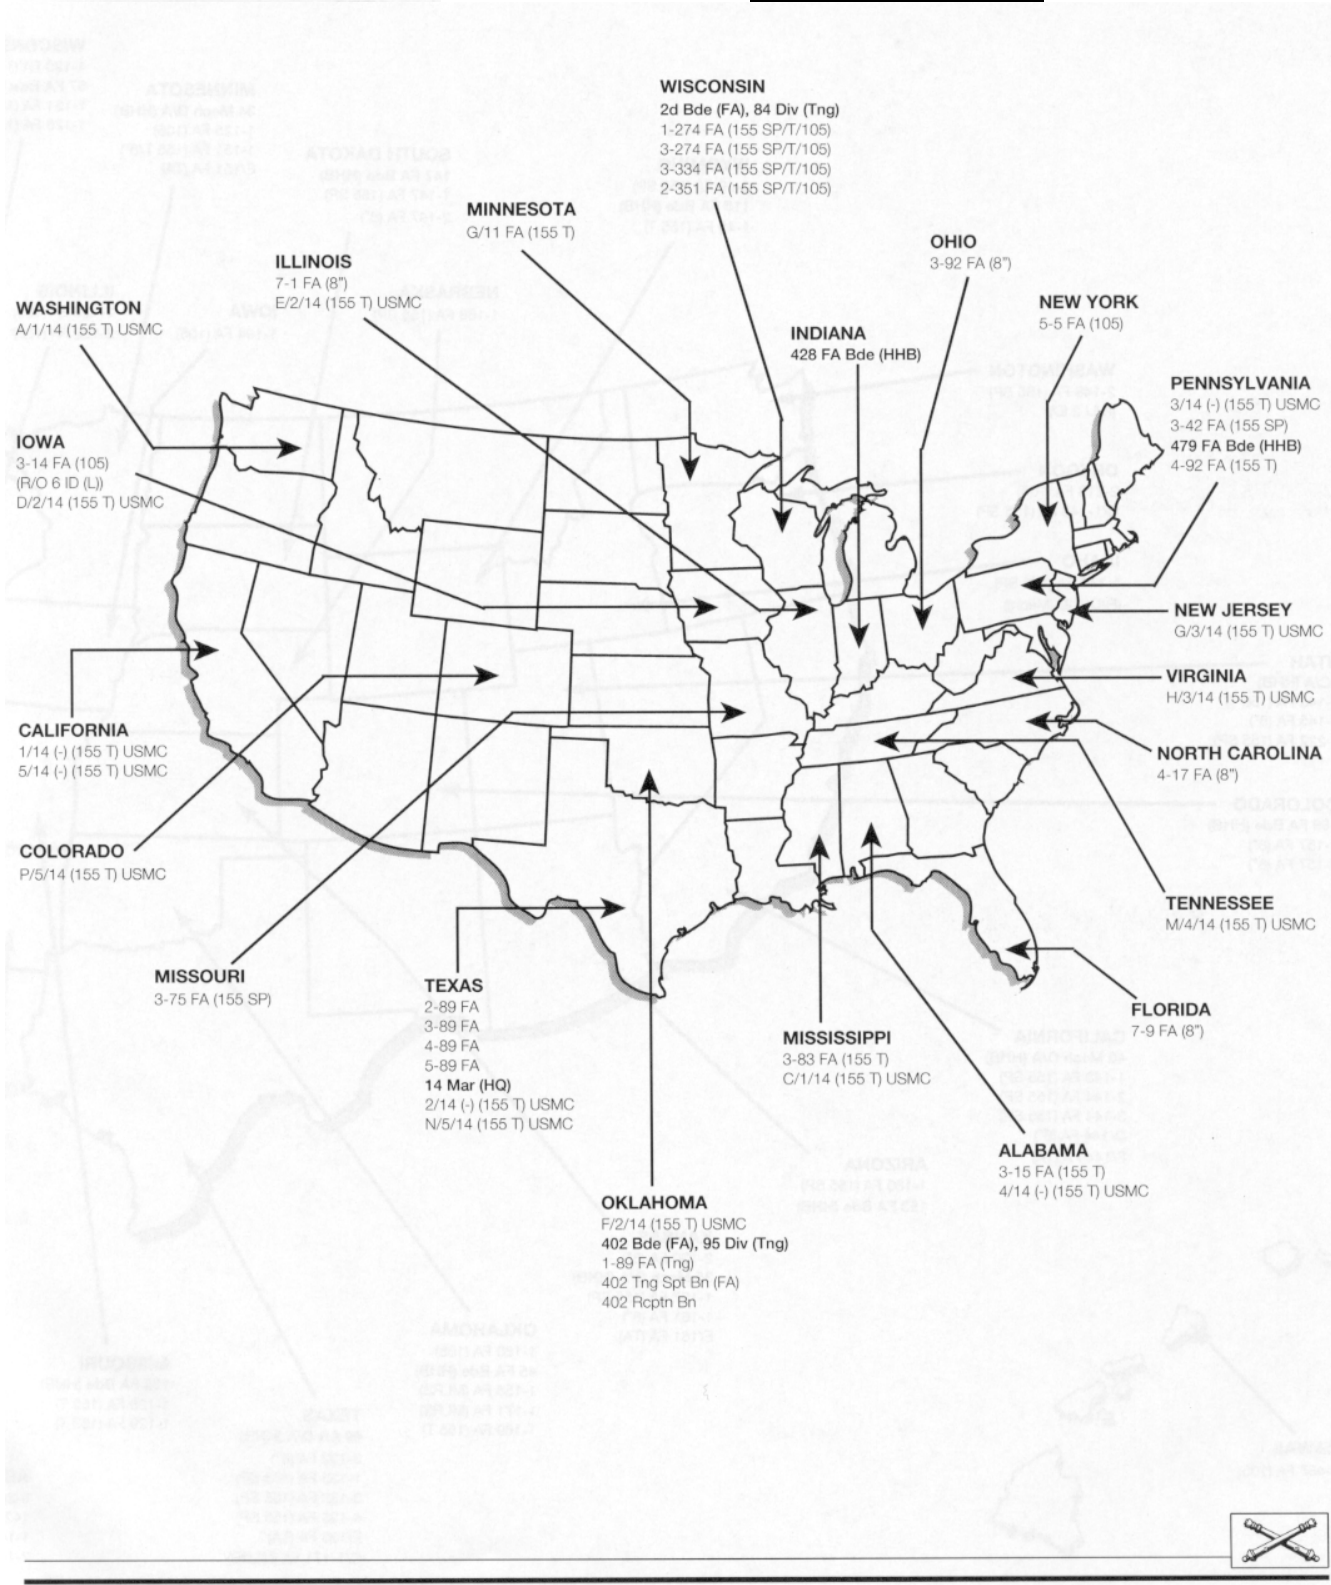 WISCONSIN
2d Bde (FA), 84 Div (Tng)
1-274 FA (155 SP/T/105)
3-274 FA (155 SP/T/105)
3-334 FA (155 SP/T/105)
2-351 FA (155 SP/T/105)
MINNESOTA
G/11 FA (155 T)
OHIO
3-92 FA (8")
ILLINOIS
7-1 FA (8")
E/2/14 (155 T) USMC
WASHINGTON
A/1/14 (155 T) USMC
NEW YORK
5-5 FA (105)
INDIANA
428 FA Bde (HHB)
PENNSYLVANIA
3/14 (-) (155 T) USMC
3-42 FA (155 SP)
479 FA Bde (HHB)
4-92 FA (155 T)
IOWA
3-14 FA (105)
(R/O 6 ID (L))
D/2/14 (155 T) USMC
NEW JERSEY
G/3/14 (155 T) USMC
VIRGINIA
H/3/14 (155 T) USMC
CALIFORNIA
1/14 (-) (155 T) USMC
5/14 (-) (155 T) USMC
NORTH CAROLINA
4-17 FA (8")
COLORADO
P/5/14 (155 T) USMC
TENNESSEE
M/4/14 (155 T) USMC
MISSOURI
3-75 FA (155 SP)
TEXAS
2-89 FA
3-89 FA
4-89 FA
5-89 FA
14 Mar (HQ)
2/14 (-) (155 T) USMC
N/5/14 (155 T) USMC
FLORIDA
7-9 FA (8")
MISSISSIPPI
3-83 FA (155 T)
C/1/14 (155 T) USMC
ALABAMA
3-15 FA (155 T)
4/14 (-) (155 T) USMC
OKLAHOMA
F/2/14 (155 T) USMC
402 Bde (FA), 95 Div (Tng)
1-89 FA (Tng)
402 Tng Spt Bn (FA)
402 Rcptn Bn